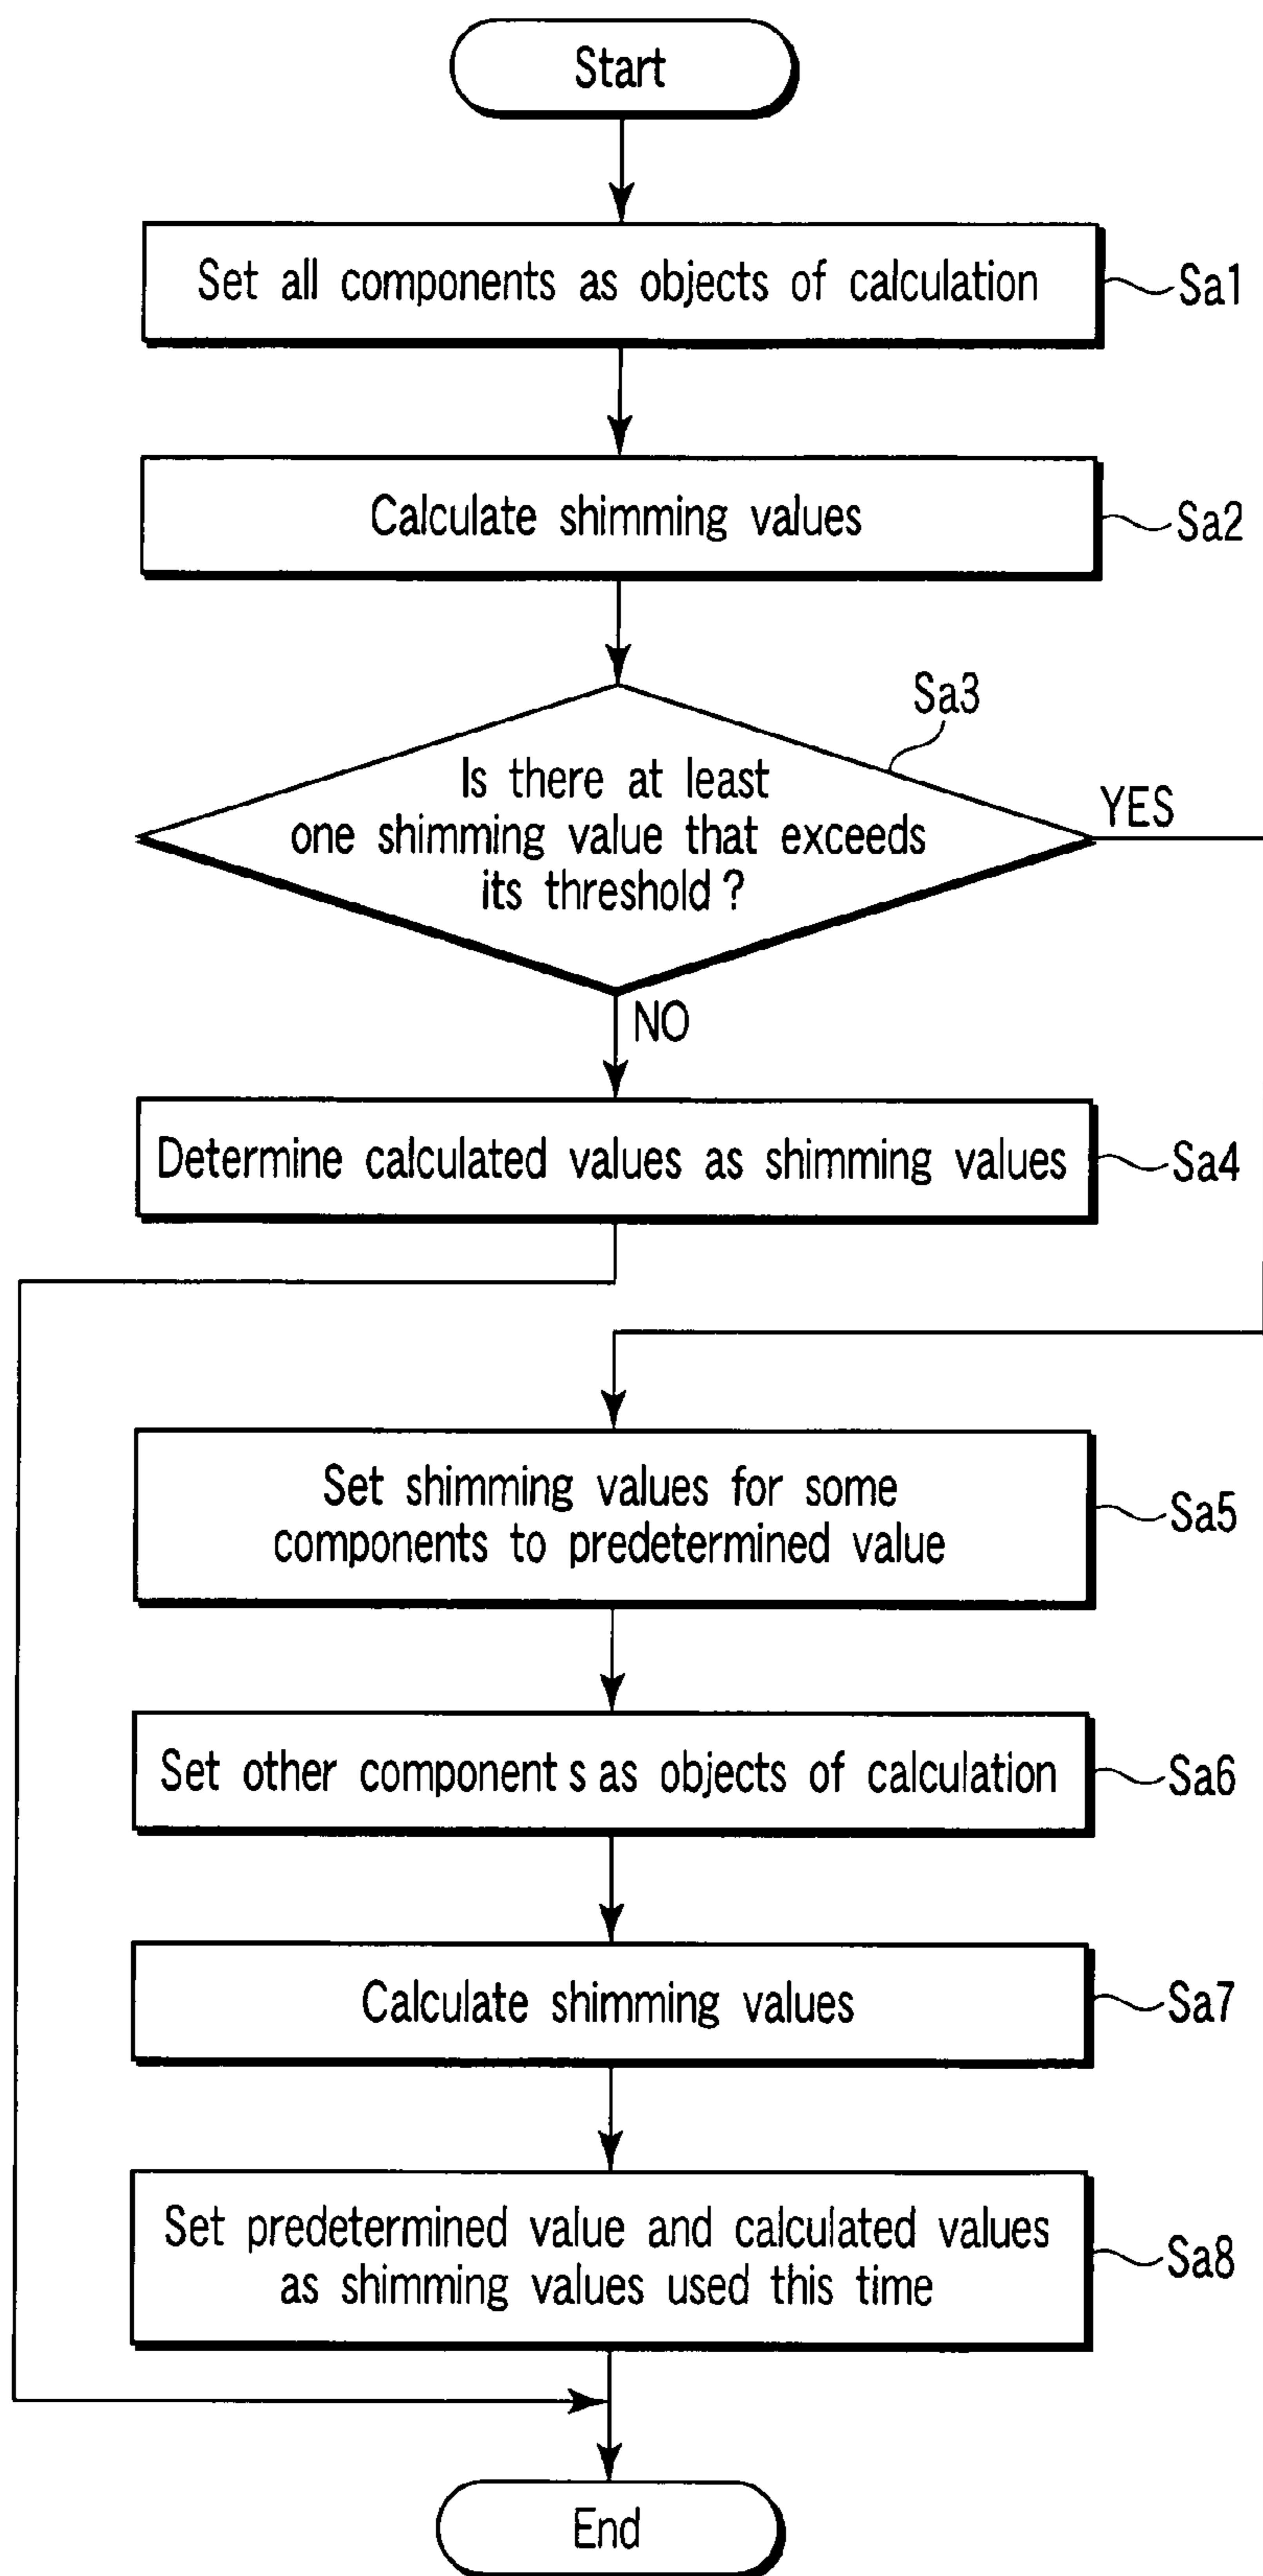 Start
Set all components as objects of calculation
Sa1
Calculate shimming values
Sa2
Sa3
Is there at least
one shimming value that exceeds
its threshold?
YES
NO
Determine calculated values as shimming values
Sa4
Set shimming values for some
components to predetermined value
Sa5
Set other components as objects of calculation
Sa6
Calculate shimming values
Sa7
Set predetermined value and calculated values
as shimming values used this time
Sa8
End